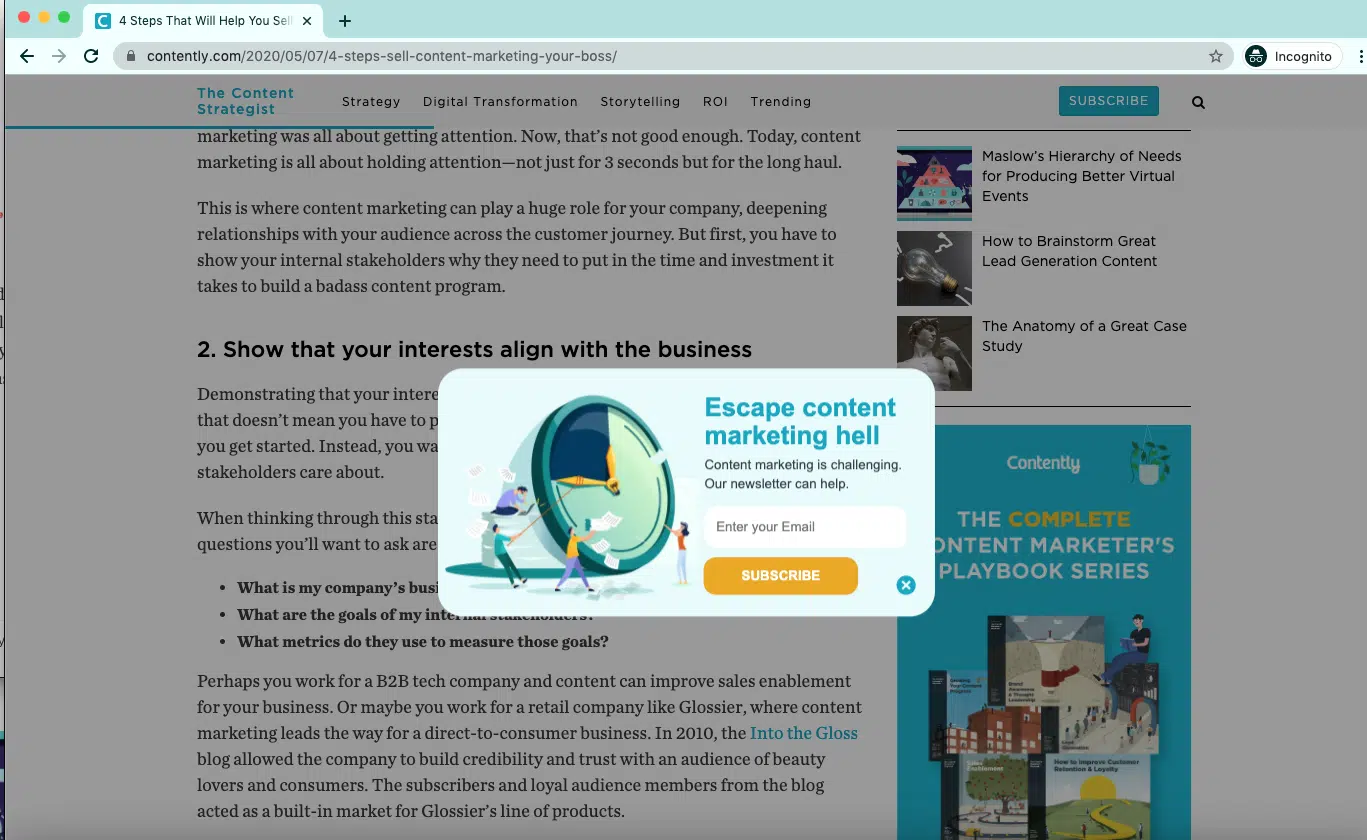 4 Steps That Will Help You Sell
contently.com/2020/05/07/4-steps-sell-content-marketing-your-boss/
Incognito
The Content
Strategist
Strategy
Digital Transformation
Storytelling
ROI
Trending
SUBSCRIBE
marketing was all about getting attention. Now, that's not good enough. Today, content
marketing is all about holding attention—not just for 3 seconds but for the long haul.
This is where content marketing can play a huge role for your company, deepening
relationships with your audience across the customer journey. But first, you have to
show your internal stakeholders why they need to put in the time and investment it
takes to build a badass content program.
2. Show that your interests align with the business
Demonstrating that your intere
that doesn't mean you have to p
you get started. Instead, you wa
stakeholders care about.
When thinking through this sta
questions you'll want to ask are
• What is my company's busi
• What are the goals of my internal stakeholders?
• What metrics do they use to measure those goals?
Perhaps you work for a B2B tech company and content can improve sales enablement
for your business. Or maybe you work for a retail company like Glossier, where content
marketing leads the way for a direct-to-consumer business. In 2010, the Into the Gloss
blog allowed the company to build credibility and trust with an audience of beauty
lovers and consumers. The subscribers and loyal audience members from the blog
acted as a built-in market for Glossier's line of products.
Escape content
marketing hell
Content marketing is challenging.
Our newsletter can help.
Enter your Email
SUBSCRIBE
Maslow's Hierarchy of Needs
for Producing Better Virtual
Events
How to Brainstorm Great
Lead Generation Content
The Anatomy of a Great Case
Study
Contently
THE COMPLETE
ONTENT MARKETER'S
PLAYBOOK SERIES
Brand
Awareness
& Thought
Leadership
Sales
Enablement
How to Improve Customer
Retention & Loyalty